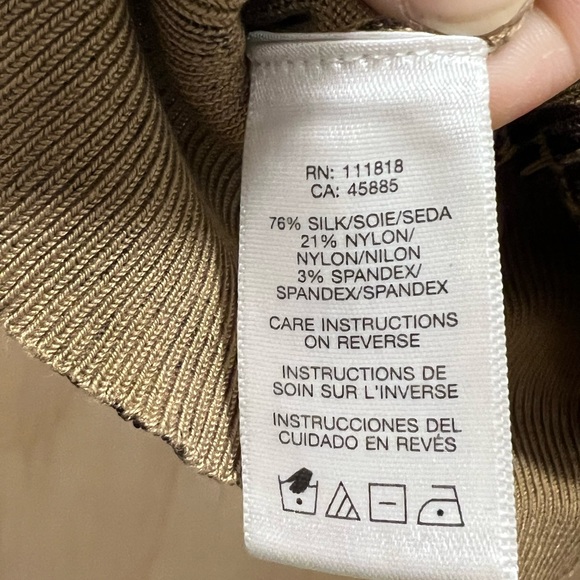 RN: 111818
CA: 45885
76% SILK/SOIE/SEDA
21% NYLON/
NYLON/NILON
3% SPANDEX/
SPANDEX/SPANDEX
CARE INSTRUCTIONS
ON REVERSE
INSTRUCTIONS DE
SOIN SUR L'INVERSE
INSTRUCCIONES DEL
CUIDADO EN REVÉS